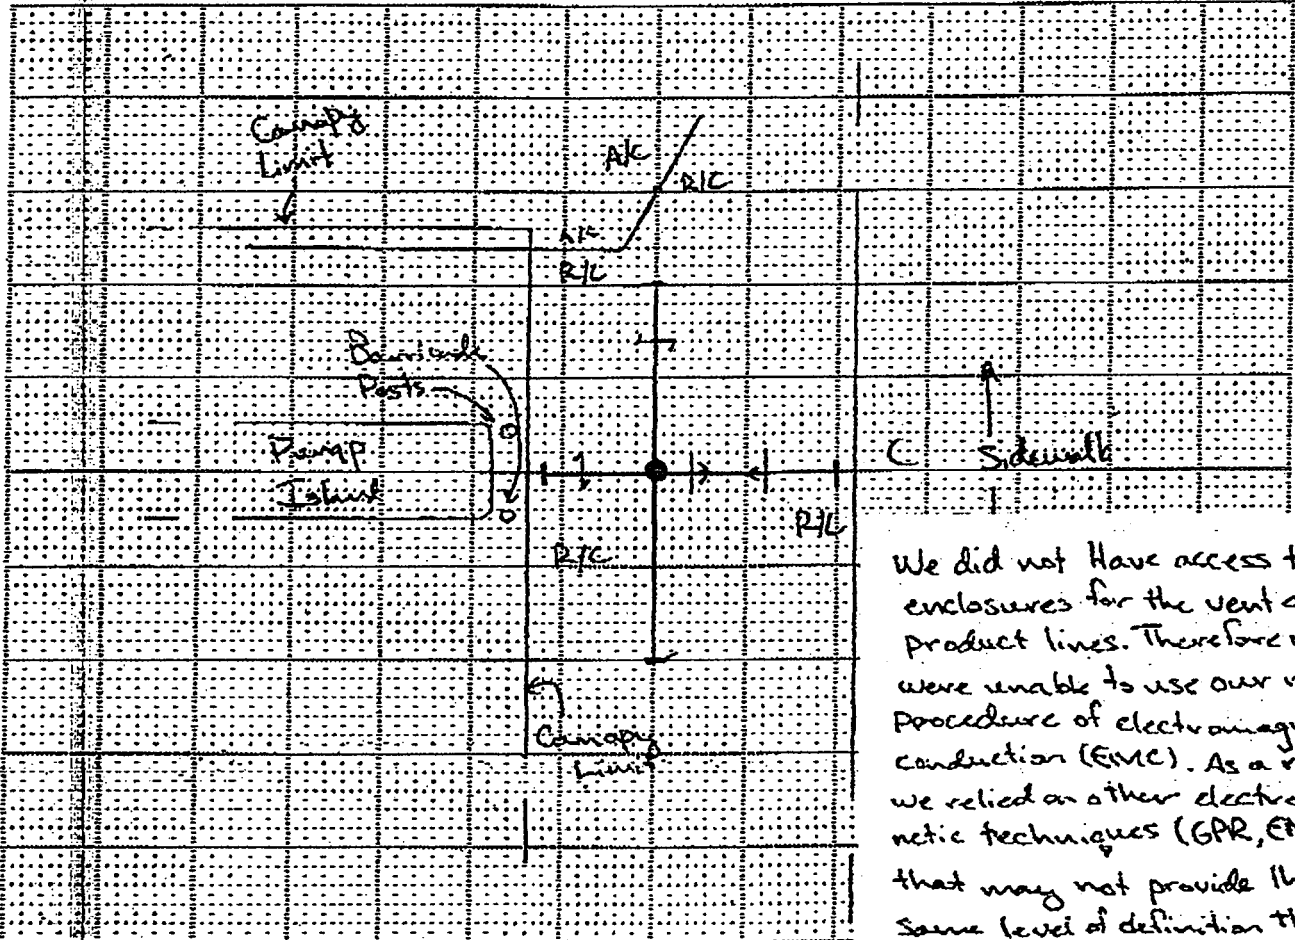 Canopy
Limit
A/C
R/C
A/C
R/C
Barricade
Posts
Pump
Island
C
Sidewalk
R/C
R/C
Canopy
Limit
We did not Have access t
enclosures for the vent
product lines. Therefore
were unable to use our
procedure of electromag
conduction (EMC). As a r
we relied on other electro
netic techniques (GPR, EM
that may not provide th
same level of definition th